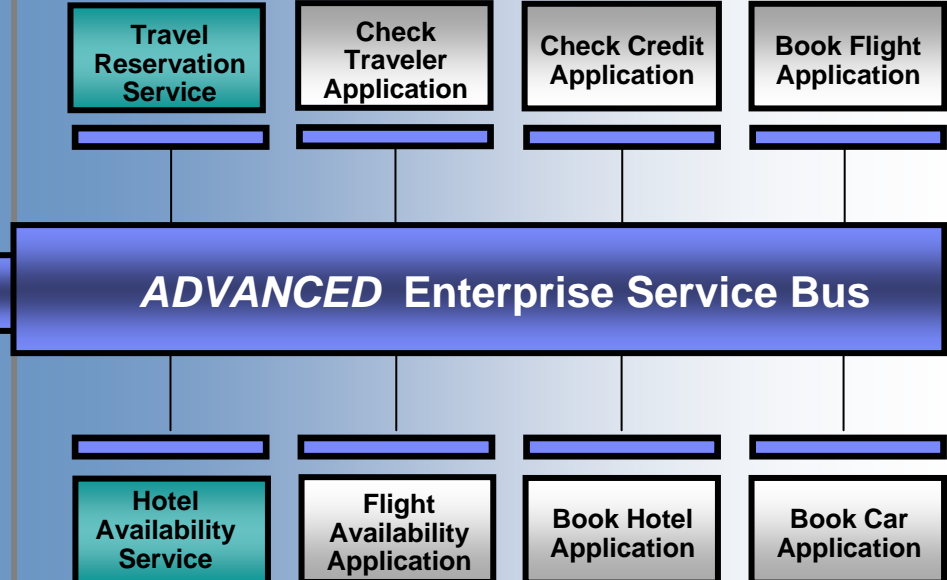 Travel
Reservation
Service
Check
Traveler
Application
Check Credit
Application
Book Flight
Application
ADVANCED Enterprise Service Bus
Hotel
Availability
Service
Flight
Availability
Application
Book Hotel
Application
Book Car
Application